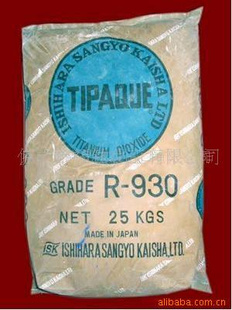 ISHIHARA SANGYO KAISHA LTD
TIPAQUE
TITANIUM DIOXIDE
GRADE R-930
NET 25 KGS
MADE IN JAPAN
ISK ISHIHARA SANGYO KAISHA, LTD.
alibaba.com.cn